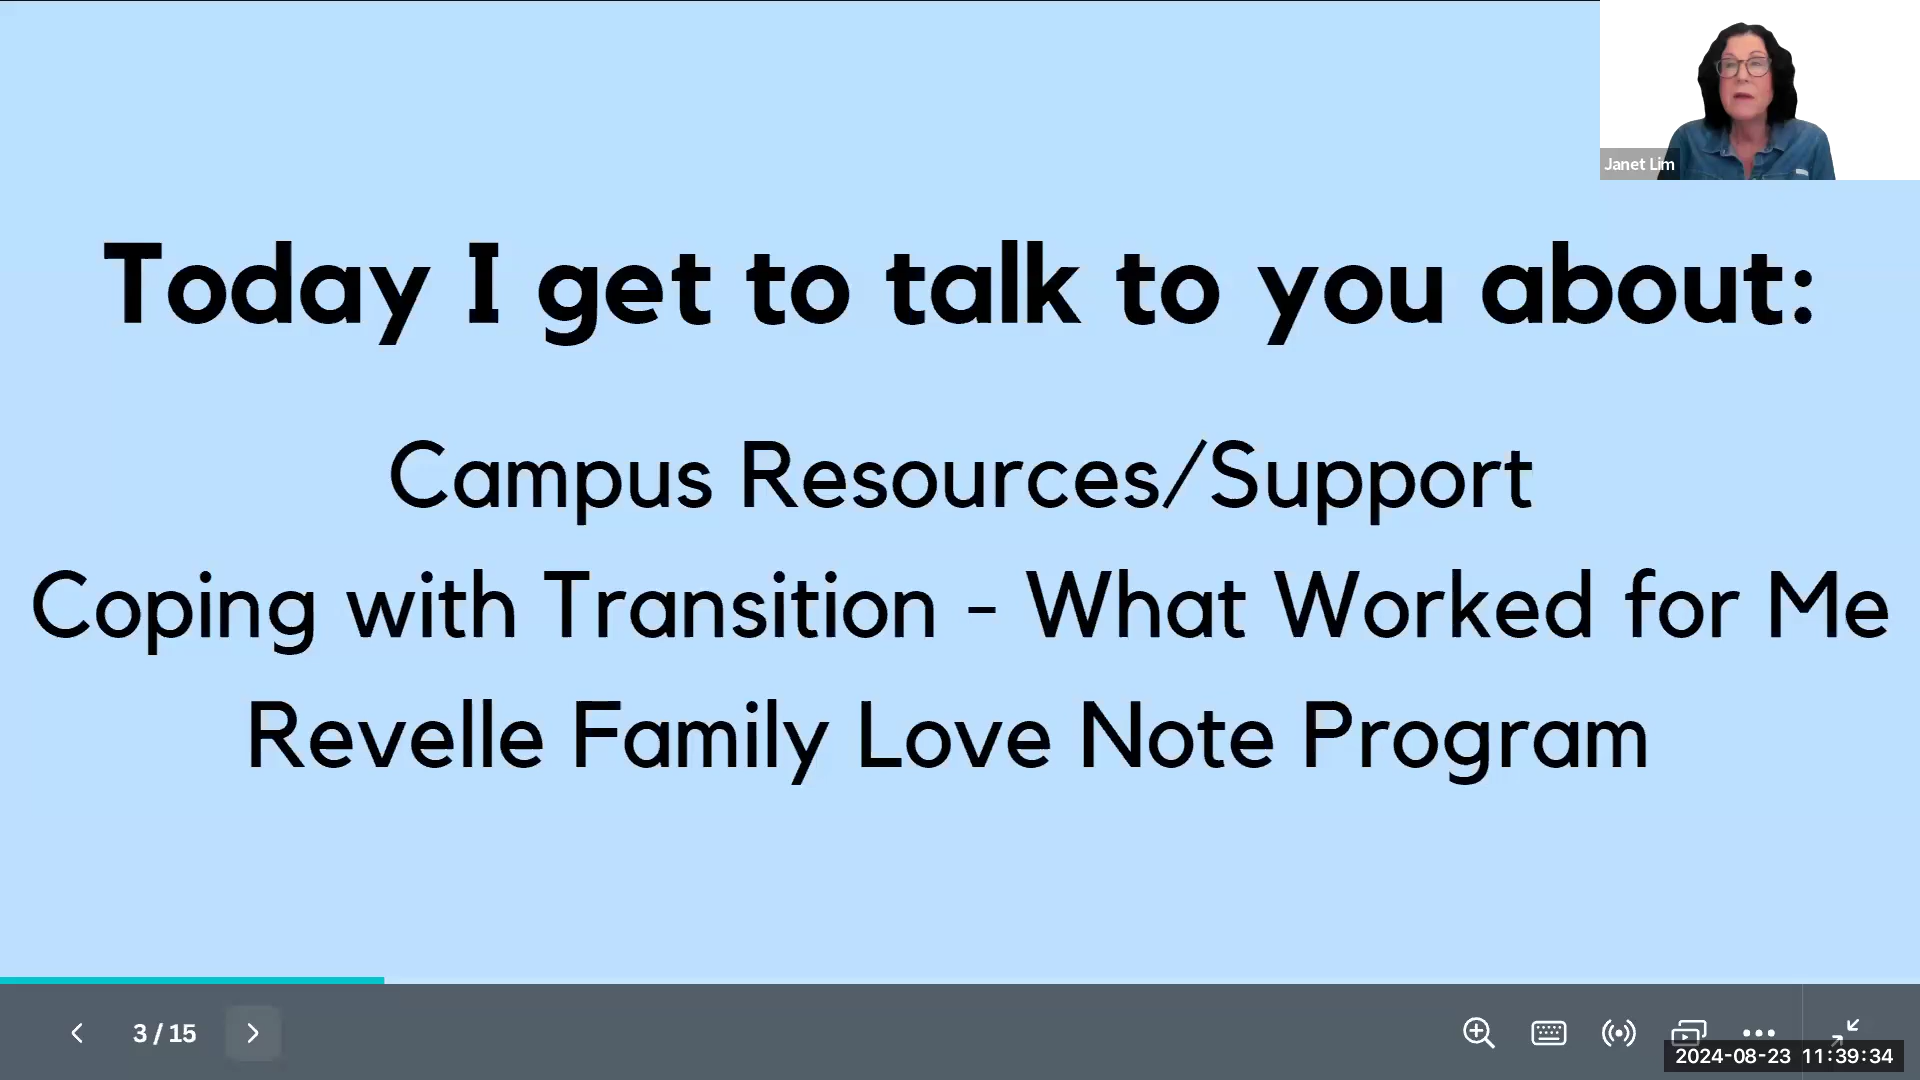 Janet Lim
Today I get to talk to you about:
Campus Resources/Support
Coping with Transition - What Worked for Me
Revelle Family Love Note Program
3 / 15
2024-08-23 11:39:34